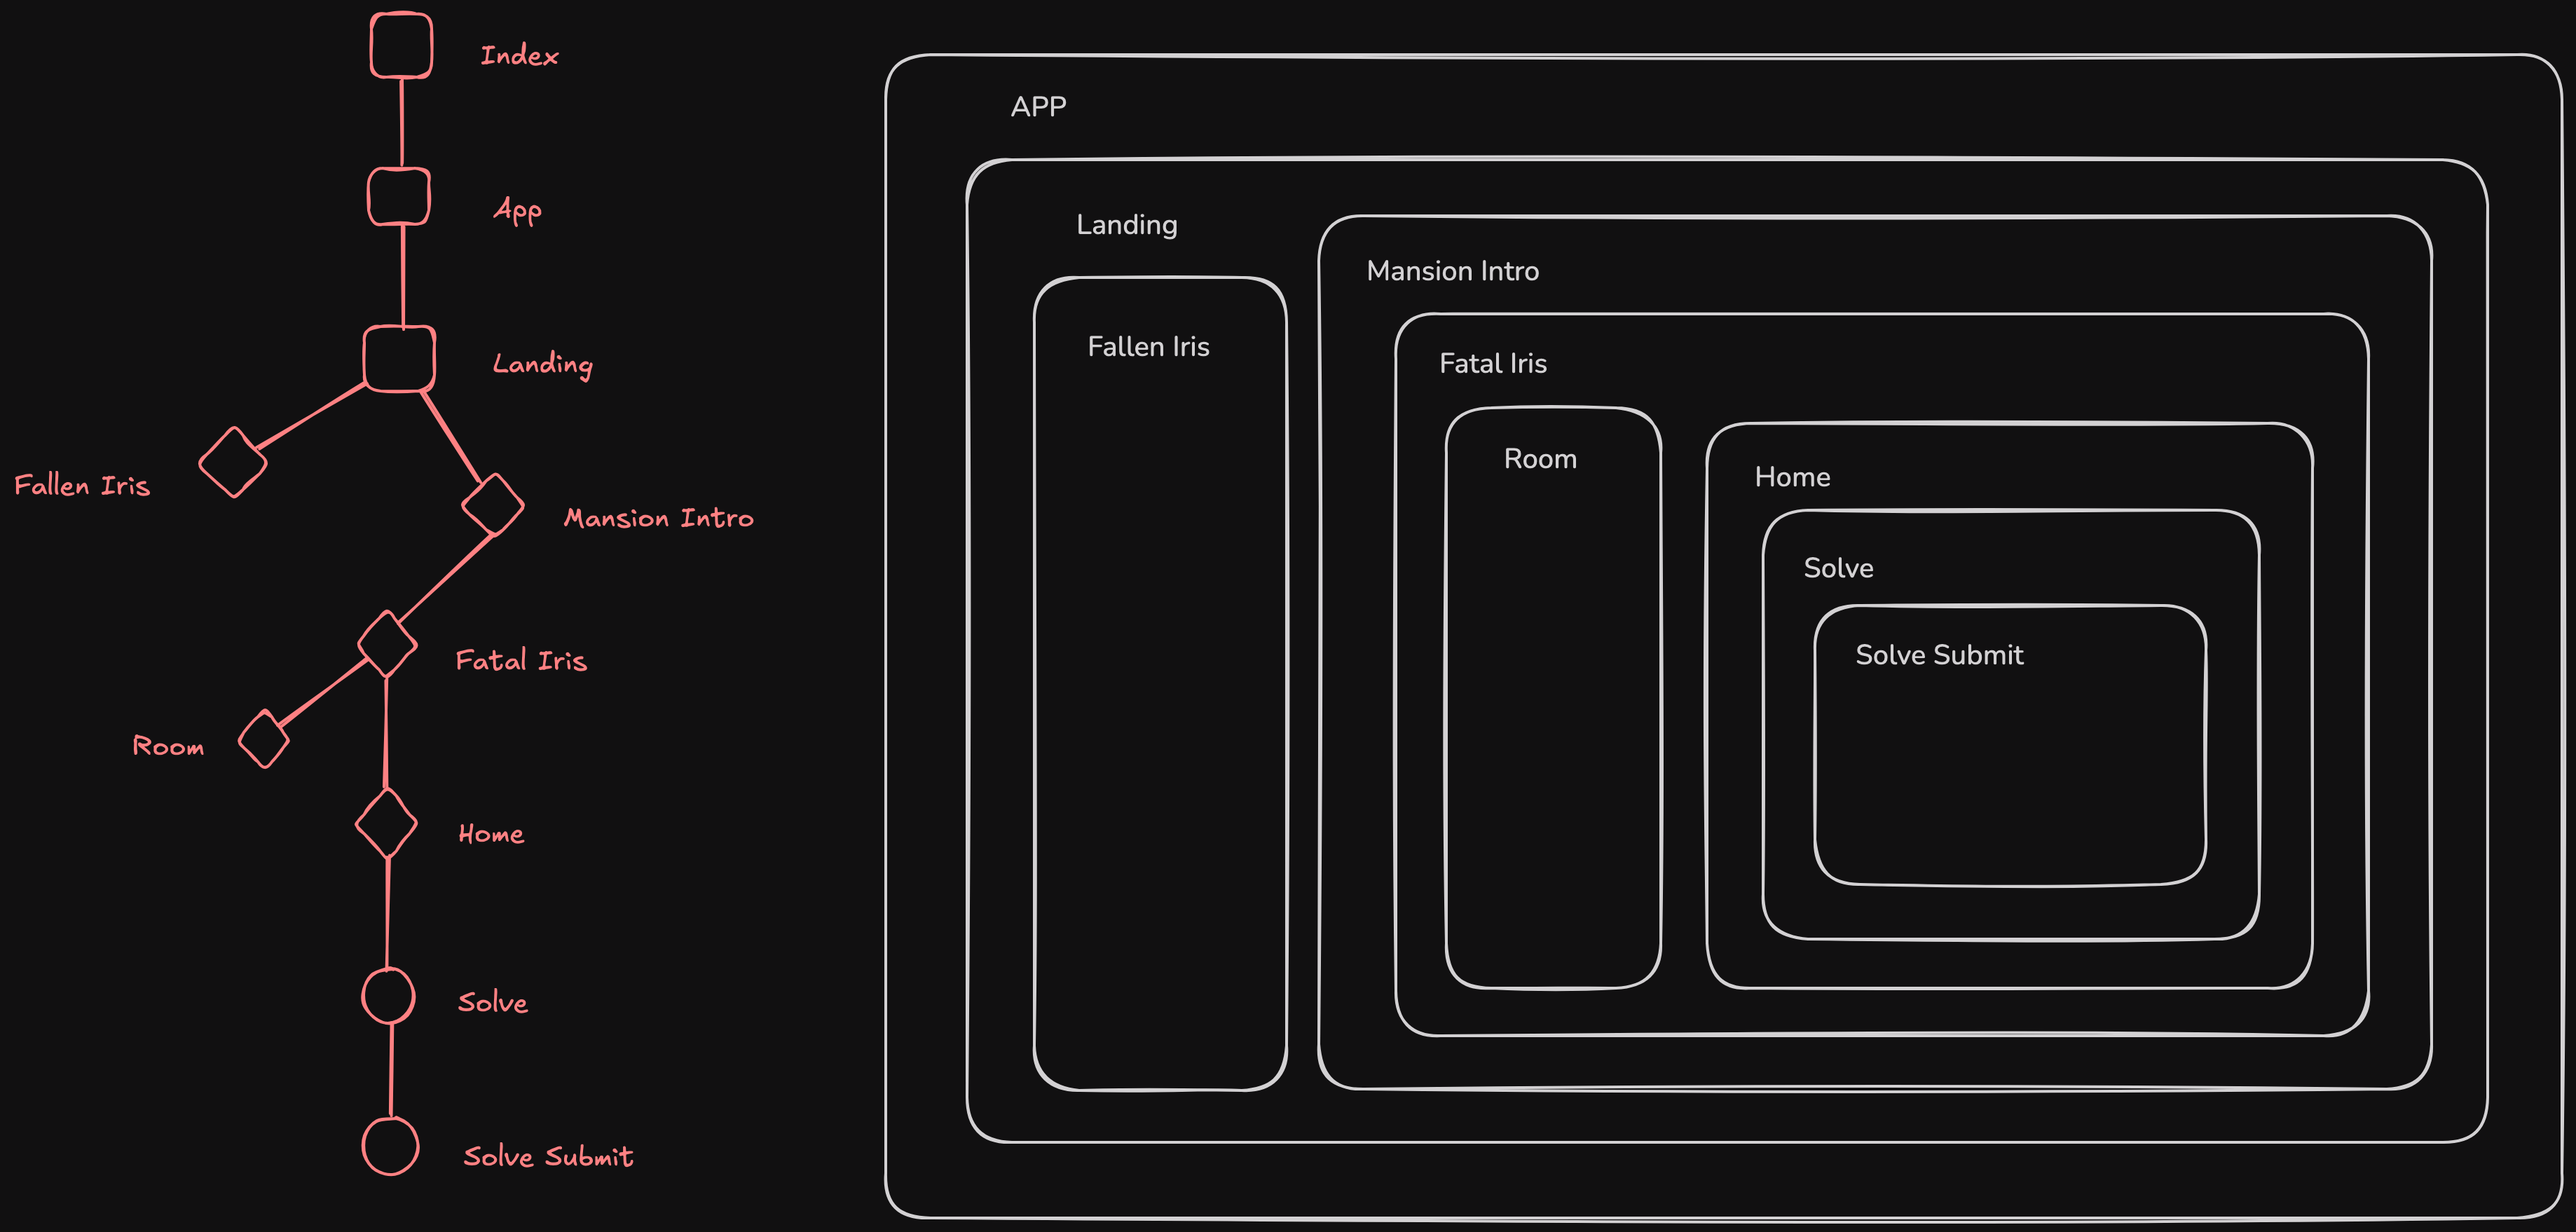 Index
App
Landing
Fallen Iris
Mansion Intro
Fatal Iris
Room
Home
Solve
Solve Submit
APP
Landing
Mansion Intro
Fallen Iris
Fatal Iris
Room
Home
Solve
Solve Submit